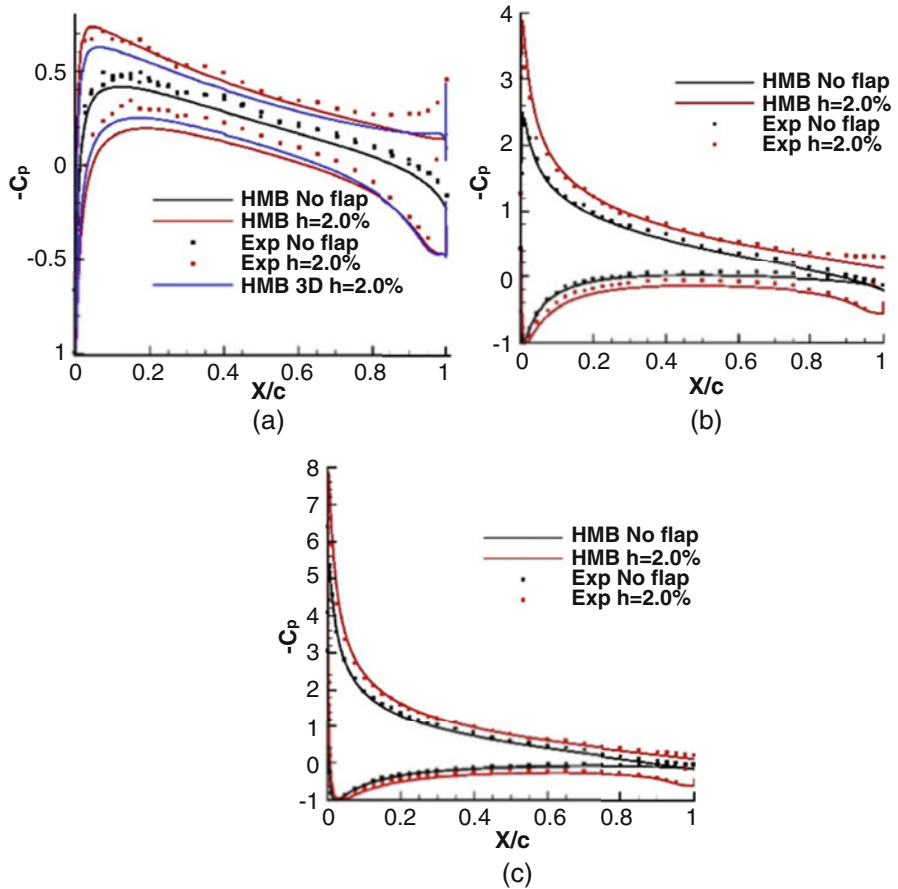 0.5
0
-0.5
1
-Cp
0 0.2 0.4 0.6 0.8 1
X/c
HMB No flap
HMB h=2.0%
Exp No flap
Exp h=2.0%
HMB 3D h=2.0%
(a)
4
3
2
1
0
-1
-Cp
0 0.2 0.4 0.6 0.8 1
X/c
HMB No flap
HMB h=2.0%
Exp No flap
Exp h=2.0%
(b)
8
7
6
5
4
3
2
1
0
-1
-Cp
0 0.2 0.4 0.6 0.8 1
X/c
HMB No flap
HMB h=2.0%
Exp No flap
Exp h=2.0%
(c)